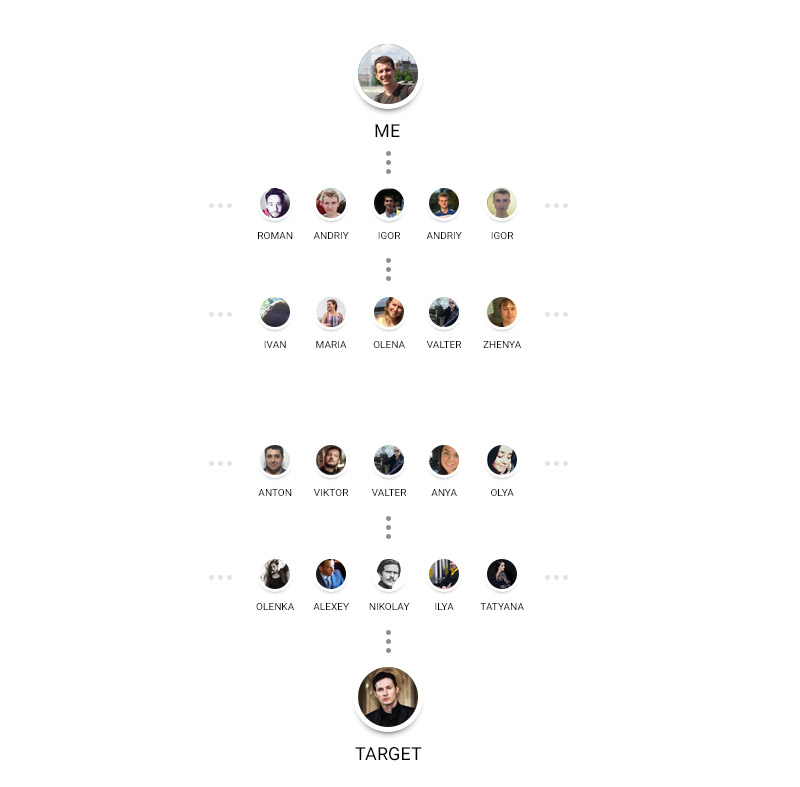 ME
ROMAN ANDRIY IGOR ANDRIY IGOR
IVAN MARIA OLENA VALTER ZHENYA
ANTON VIKTOR VALTER ANYA OLYA
OLENKA ALEXEY NIKOLAY ILYA TATYANA
TARGET